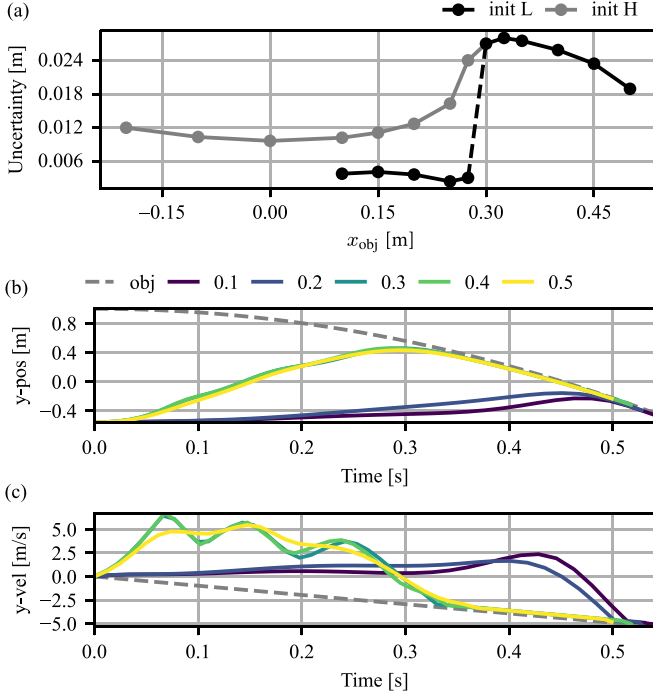 (a)
init L init H
Uncertainty [m]
0.024
0.018
0.012
0.006
−0.15 0.00 0.15 0.30 0.45
x_obj [m]
obj 0.1 0.2 0.3 0.4 0.5
(b)
y-pos [m]
0.8
0.4
0.0
−0.4
0.0 0.1 0.2 0.3 0.4 0.5
Time [s]
(c)
y-vel [m/s]
5.0
2.5
0.0
−2.5
−5.0
0.0 0.1 0.2 0.3 0.4 0.5
Time [s]